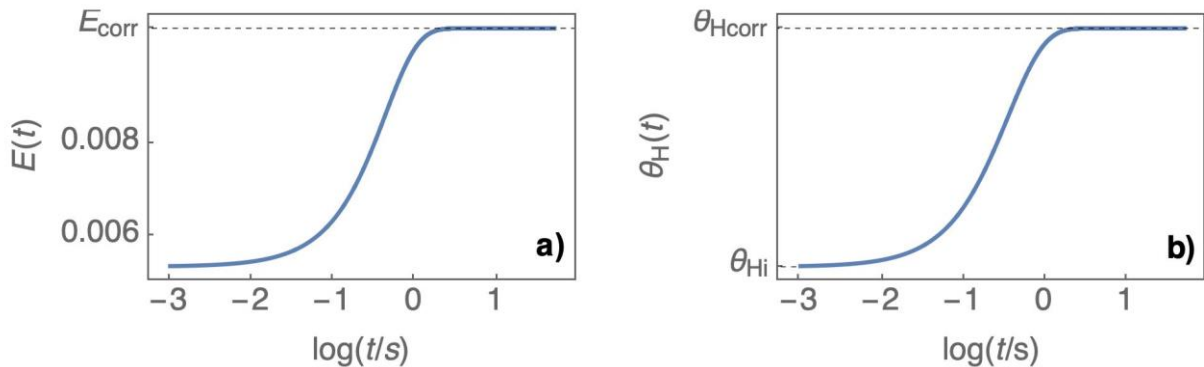 E_corr
0.008
0.006
E(t)
a)
−3 −2 −1 0 1
log(t/s)
θ_Hcorr
θ_Hi
θ_H(t)
b)
−3 −2 −1 0 1
log(t/s)